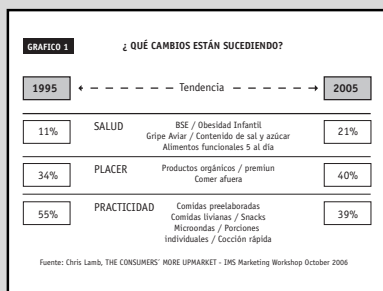 GRAFICO 1
¿ QUÉ CAMBIOS ESTÁN SUCEDIENDO?
1995 Tendencia 2005
11% SALUD BSE / Obesidad Infantil 21%
Gripe Aviar / Contenido de sal y azúcar
Alimentos funcionales 5 al día
34% PLACER Productos orgánicos / premiun 40%
Comer afuera
55% PRACTICIDAD Comidas preelaboradas 39%
Comidas livianas / Snacks
Microondas / Porciones
individuales / Cocción rápida
Fuente: Chris Lamb, THE CONSUMERS´ MORE UPMARKET - IMS Marketing Workshop October 2006